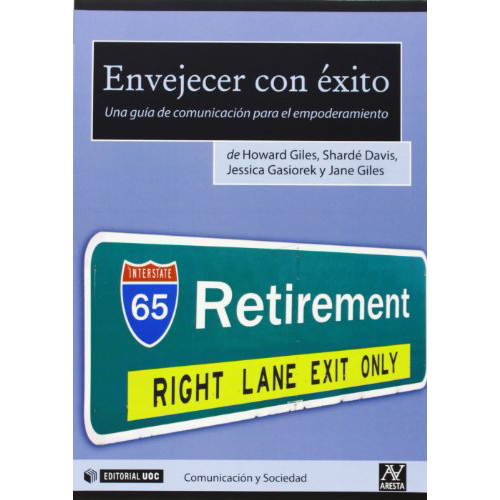 Envejecer con éxito
Una guía de comunicación para el empoderamiento
de Howard Giles, Shardé Davis,
Jessica Gasiorek y Jane Giles
INTERSTATE
65
Retirement
RIGHT LANE EXIT ONLY
EDITORIAL UOC
Comunicación y Sociedad
ARESTA